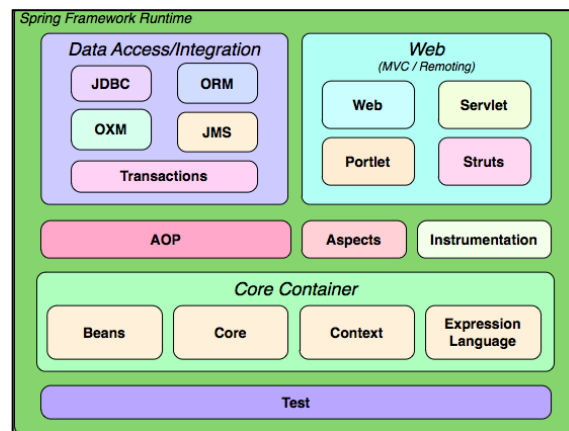 Spring Framework Runtime
Data Access/Integration
JDBC
ORM
OXM
JMS
Transactions
Web
(MVC / Remoting)
Web
Servlet
Portlet
Struts
AOP
Aspects
Instrumentation
Core Container
Beans
Core
Context
Expression
Language
Test